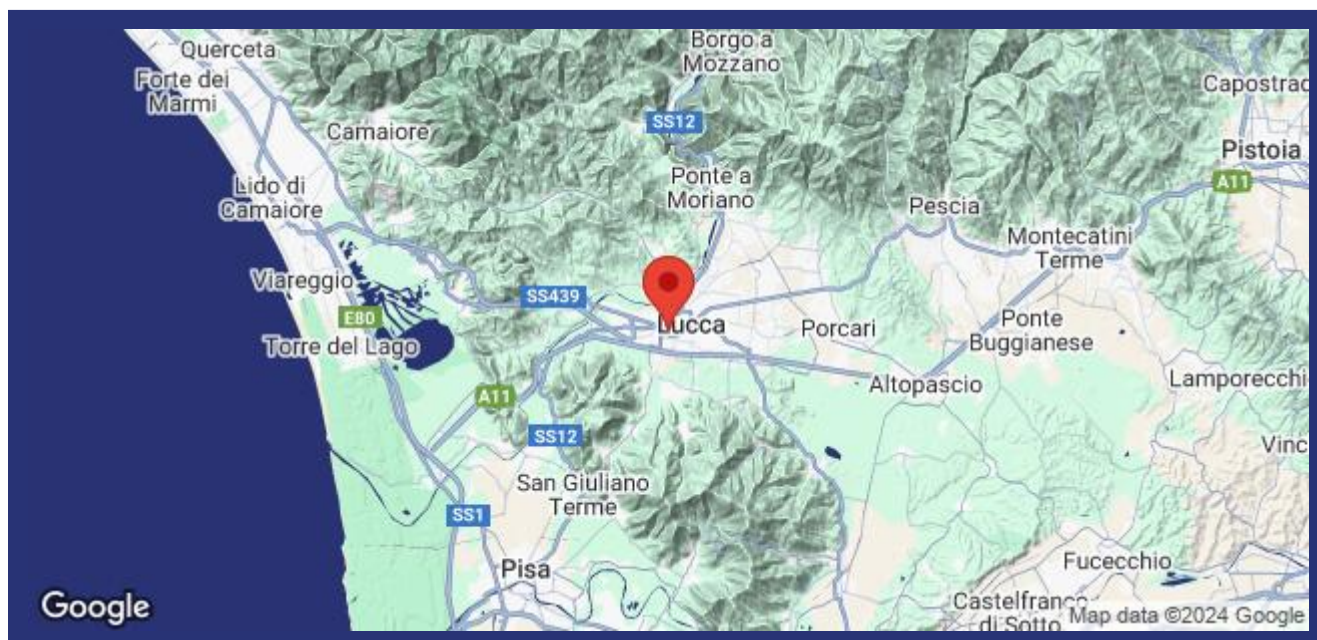 Querceta
Borgo a
Mozzano
Forte dei
Marmi
Capostrad
Camaiore
SS12
Pistoia
A11
Ponte a
Moriano
Lido di
Camaiore
Pescia
Montecatini
Terme
Viareggio
SS439
E80
Lucca
Porcari
Ponte
Buggianese
Torre del Lago
Altopascio
Lamporecchi
A11
SS12
Vinc
San Giuliano
Terme
SS1
Pisa
Fucecchio
Castelfranco
di Sotto
Google
Map data ©2024 Google